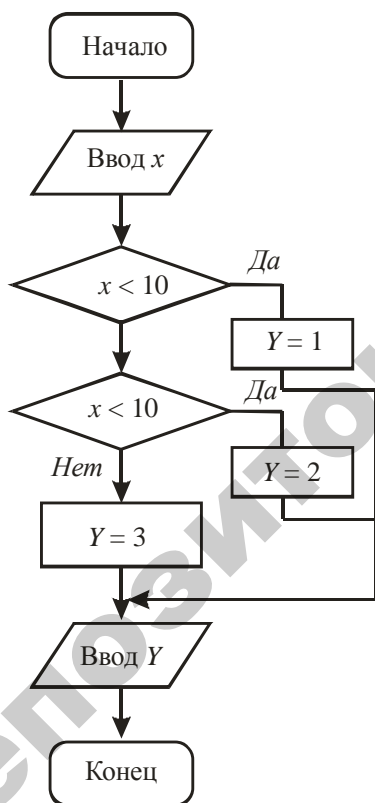 Начало
Ввод x
x < 10
Да
Y = 1
x < 10
Да
Нет
Y = 2
Y = 3
Ввод Y
Конец